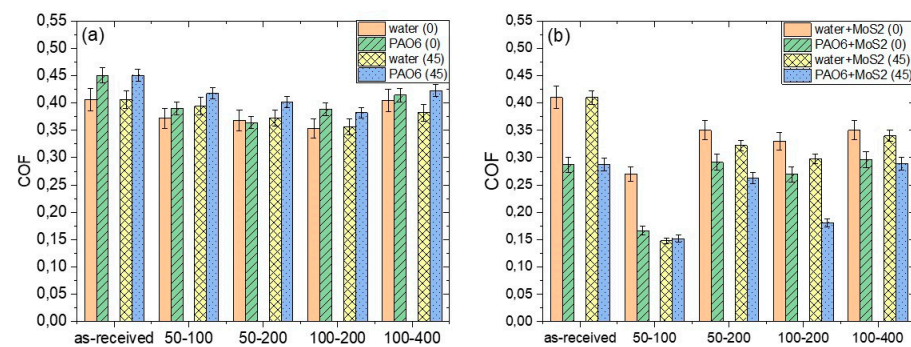 (a)
water (0)
PAO6 (0)
water (45)
PAO6 (45)
COF
0,55
0,50
0,45
0,40
0,35
0,30
0,25
0,20
0,15
0,10
0,05
0,00
as-received 50-100 50-200 100-200 100-400
(b)
water+MoS2 (0)
PAO6+MoS2 (0)
water+MoS2 (45)
PAO6+MoS2 (45)
COF
0,55
0,50
0,45
0,40
0,35
0,30
0,25
0,20
0,15
0,10
0,05
0,00
as-received 50-100 50-200 100-200 100-400